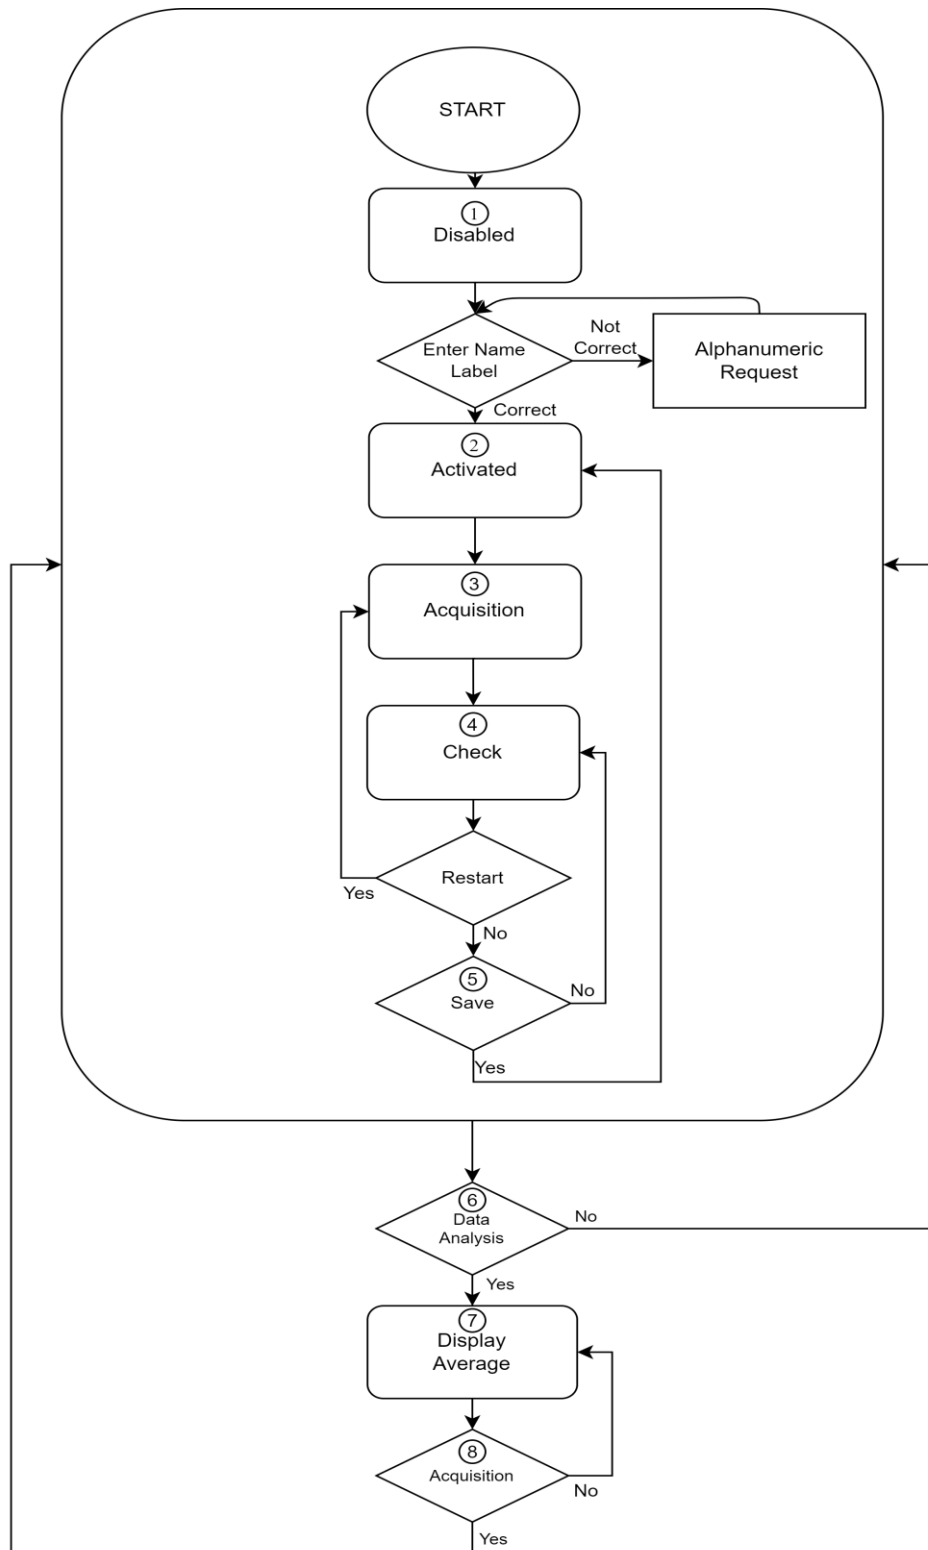 START
1
Disabled
Enter Name
Label
Not
Correct
Alphanumeric
Request
Correct
2
Activated
3
Acquisition
4
Check
Restart
Yes
No
5
Save
No
Yes
6
Data
Analysis
No
Yes
7
Display
Average
8
Acquisition
No
Yes